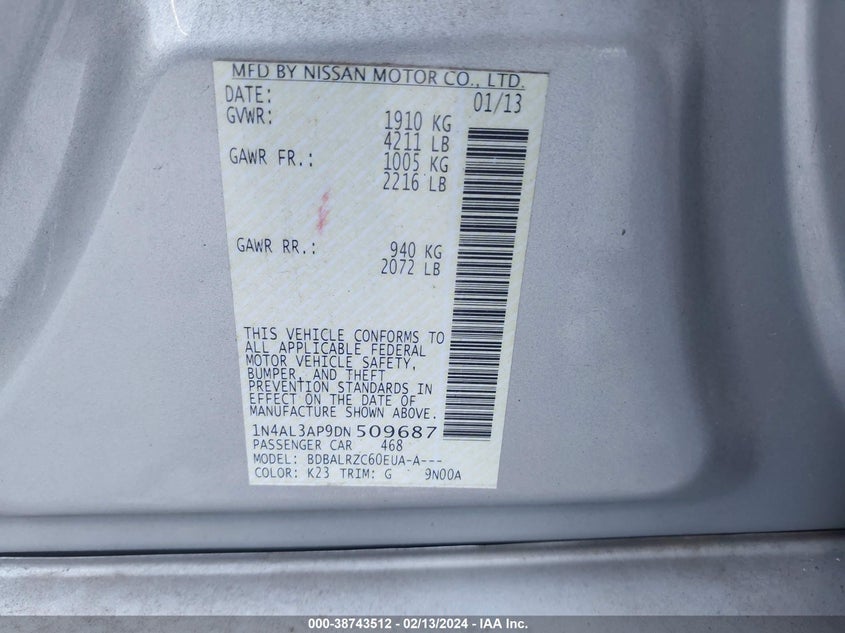 MFD BY NISSAN MOTOR CO., LTD.
DATE: 01/13
GVWR: 1910 KG
4211 LB
GAWR FR.: 1005 KG
2216 LB
GAWR RR.: 940 KG
2072 LB
THIS VEHICLE CONFORMS TO
ALL APPLICABLE FEDERAL
MOTOR VEHICLE SAFETY,
BUMPER, AND THEFT
PREVENTION STANDARDS IN
EFFECT ON THE DATE OF
MANUFACTURE SHOWN ABOVE.
1N4AL3AP9DN 509687
PASSENGER CAR 468
MODEL: BDBALRZC60EUA-A---
COLOR: K23 TRIM: G 9N00A
000-38743512 - 02/13/2024 - IAA Inc.